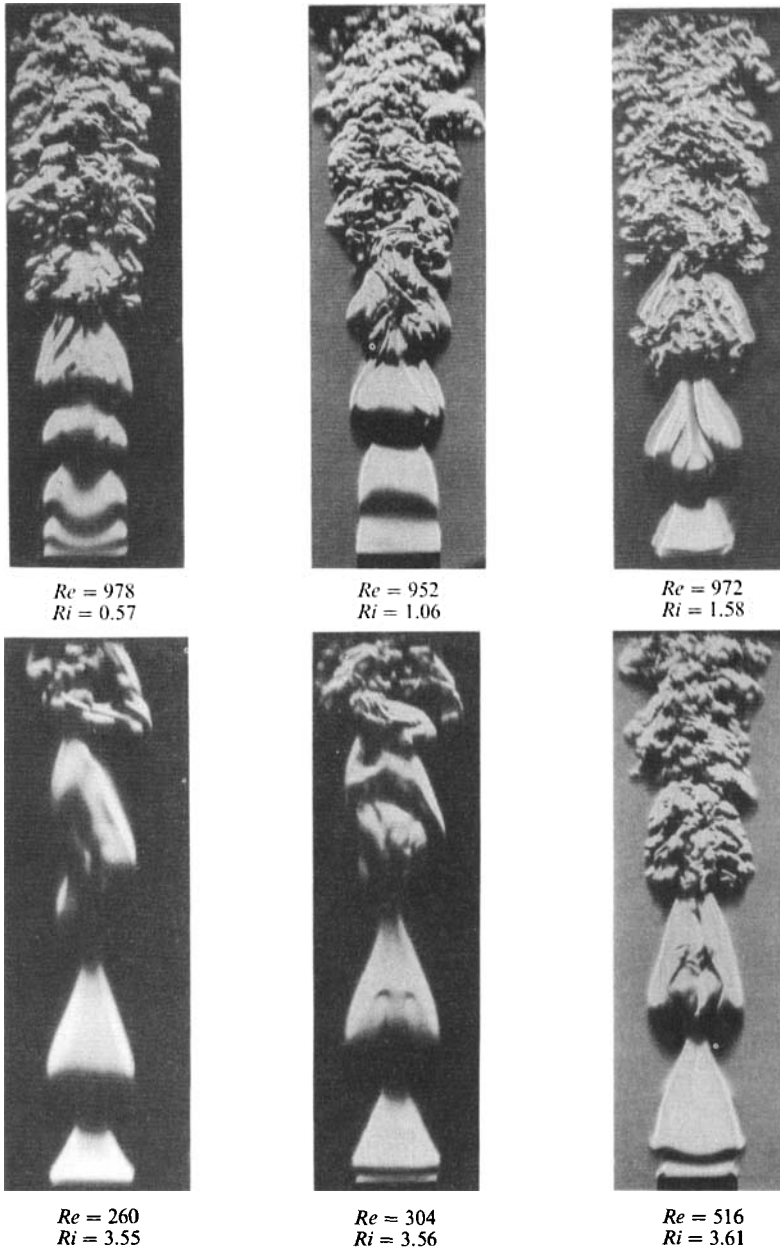 Re = 978
Ri = 0.57
Re = 952
Ri = 1.06
Re = 972
Ri = 1.58
Re = 260
Ri = 3.55
Re = 304
Ri = 3.56
Re = 516
Ri = 3.61